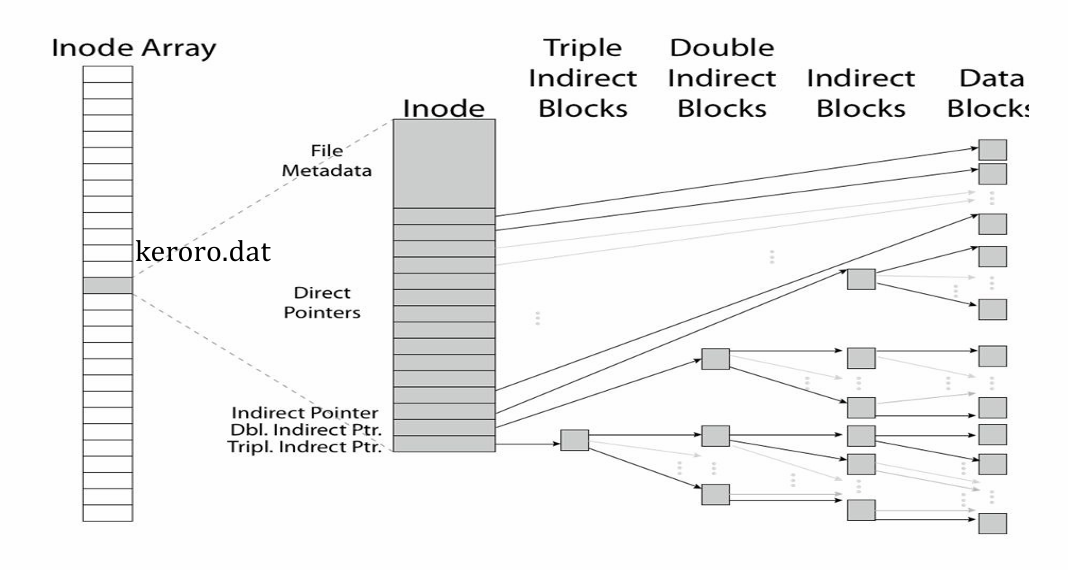 Inode Array
Triple
Indirect
Blocks
Double
Indirect
Blocks
Indirect
Blocks
Data
Blocks
Inode
File
Metadata
keroro.dat
Direct
Pointers
Indirect Pointer
Dbl. Indirect Ptr.
Tripl. Indrect Ptr.